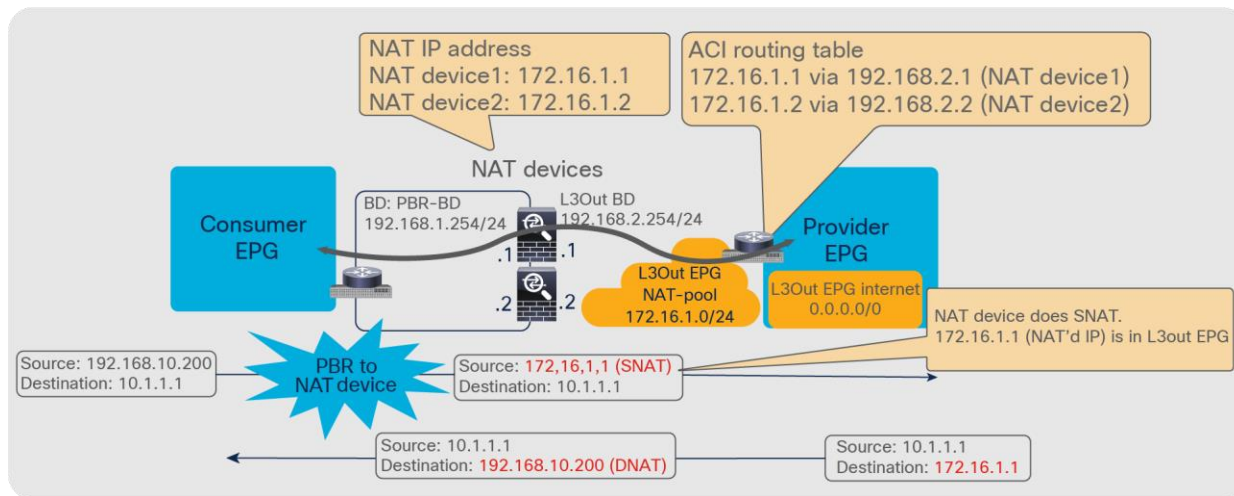 NAT IP address
NAT device1: 172.16.1.1
NAT device2: 172.16.1.2
ACI routing table
172.16.1.1 via 192.168.2.1 (NAT device1)
172.16.1.2 via 192.168.2.2 (NAT device2)
NAT devices
Consumer
EPG
BD: PBR-BD
192.168.1.254/24
L3Out BD
192.168.2.254/24
.1
.1
.2
.2
L3Out EPG
NAT-pool
172.16.1.0/24
Provider
EPG
L3Out EPG internet
0.0.0.0/0
NAT device does SNAT.
172.16.1.1 (NAT'd IP) is in L3out EPG
Source: 192.168.10.200
Destination: 10.1.1.1
PBR to
NAT device
Source: 172,16,1,1 (SNAT)
Destination: 10.1.1.1
Source: 10.1.1.1
Destination: 192.168.10.200 (DNAT)
Source: 10.1.1.1
Destination: 172.16.1.1